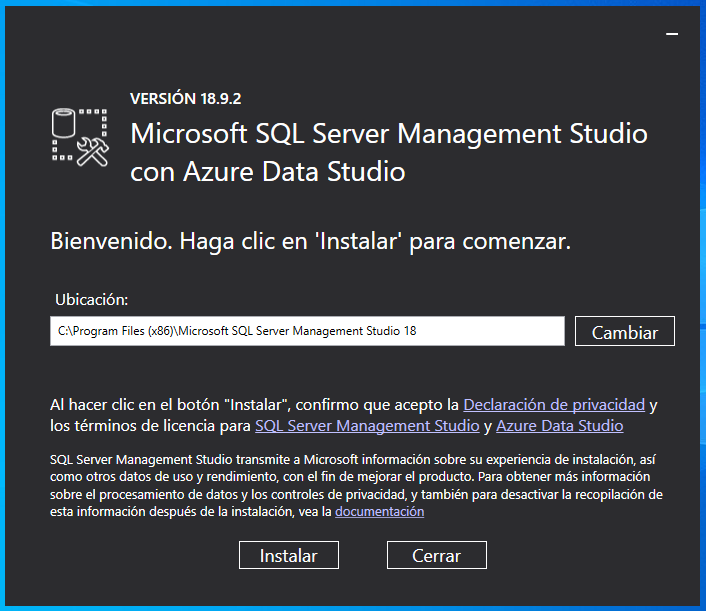 VERSIÓN 18.9.2
Microsoft SQL Server Management Studio
con Azure Data Studio
Bienvenido. Haga clic en 'Instalar' para comenzar.
Ubicación:
C:\Program Files (x86)\Microsoft SQL Server Management Studio 18
Cambiar
Al hacer clic en el botón "Instalar", confirmo que acepto la Declaración de privacidad y
los términos de licencia para SQL Server Management Studio y Azure Data Studio
SQL Server Management Studio transmite a Microsoft información sobre su experiencia de instalación, así
como otros datos de uso y rendimiento, con el fin de mejorar el producto. Para obtener más información
sobre el procesamiento de datos y los controles de privacidad, y también para desactivar la recopilación de
esta información después de la instalación, vea la documentación
Instalar
Cerrar